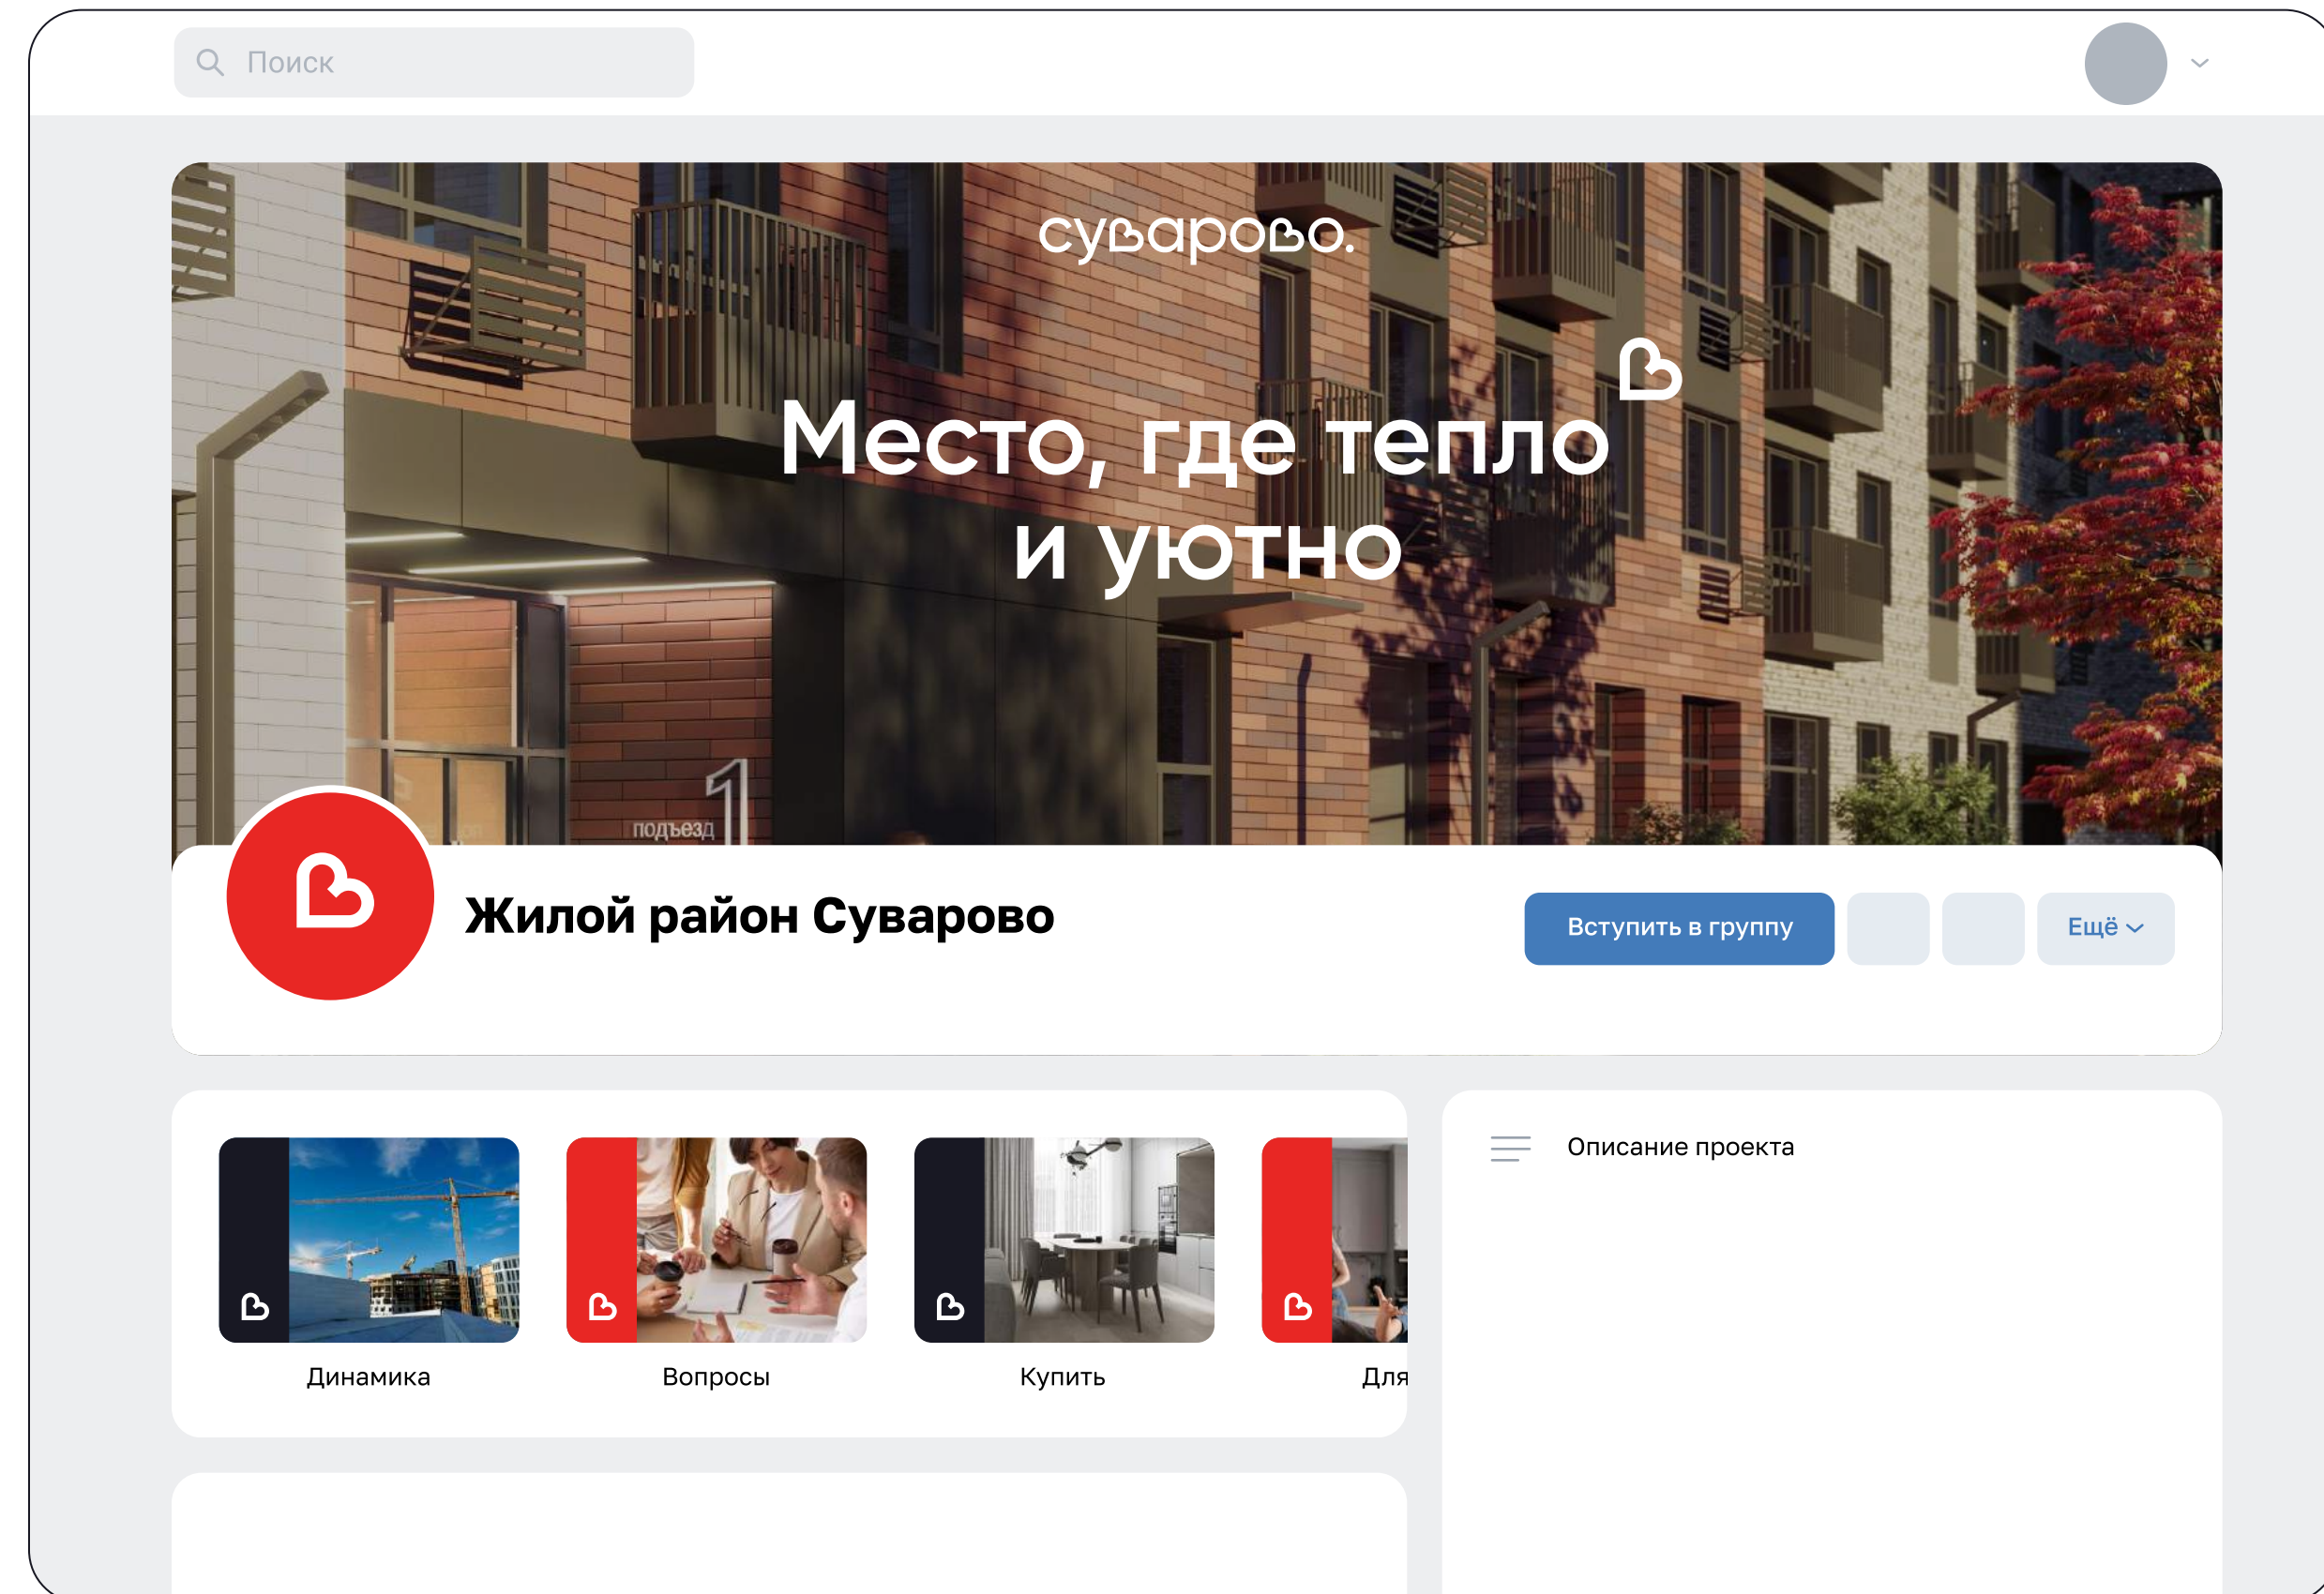 Поиск
суварово.
Место, где тепло
и уютно
подъезд
1
Жилой район Суварово
Вступить в группу
Ещё
Описание проекта
Динамика
Вопросы
Купить
Для